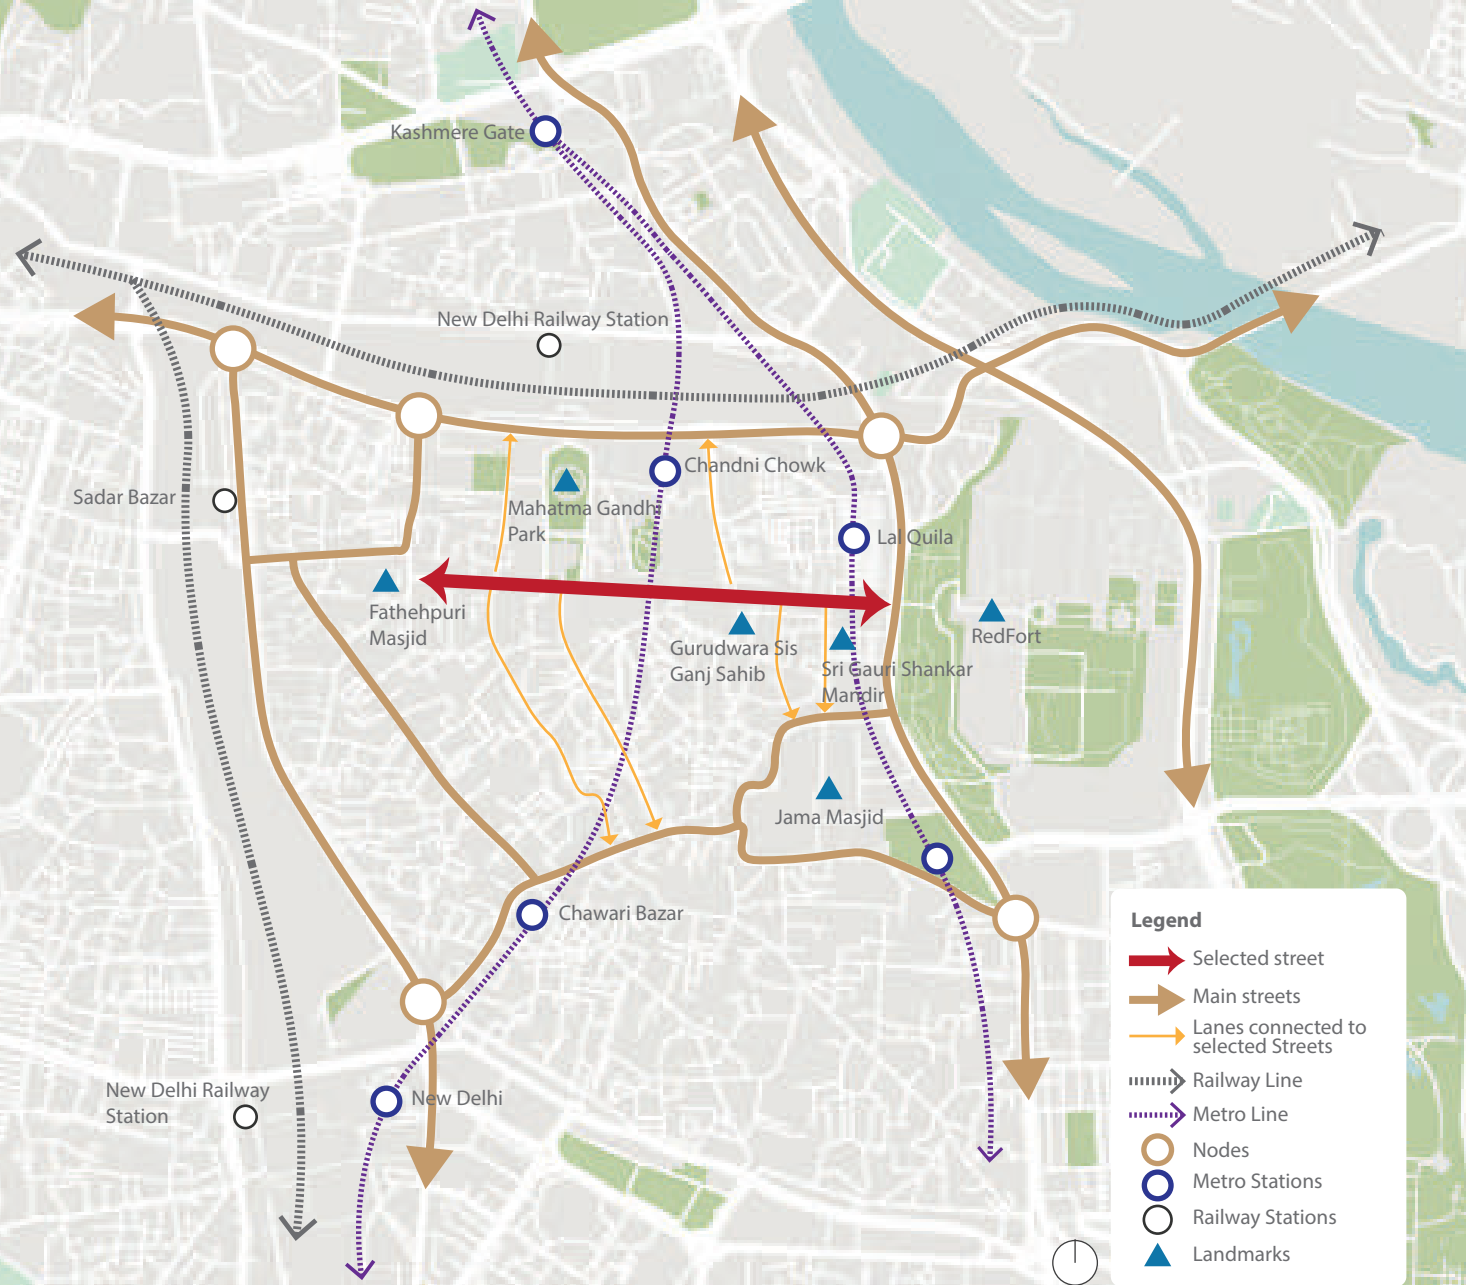 Kashmere Gate
New Delhi Railway Station
Chandni Chowk
Sadar Bazar
Mahatma Gandhi
Park
Lal Quila
Fathehpuri
Masjid
Gurudwara Sis
Ganj Sahib
Sri Gauri Shankar
Mandir
RedFort
Jama Masjid
Chawari Bazar
New Delhi Railway
Station
New Delhi
Legend
Selected street
Main streets
Lanes connected to
selected Streets
Railway Line
Metro Line
Nodes
Metro Stations
Railway Stations
Landmarks